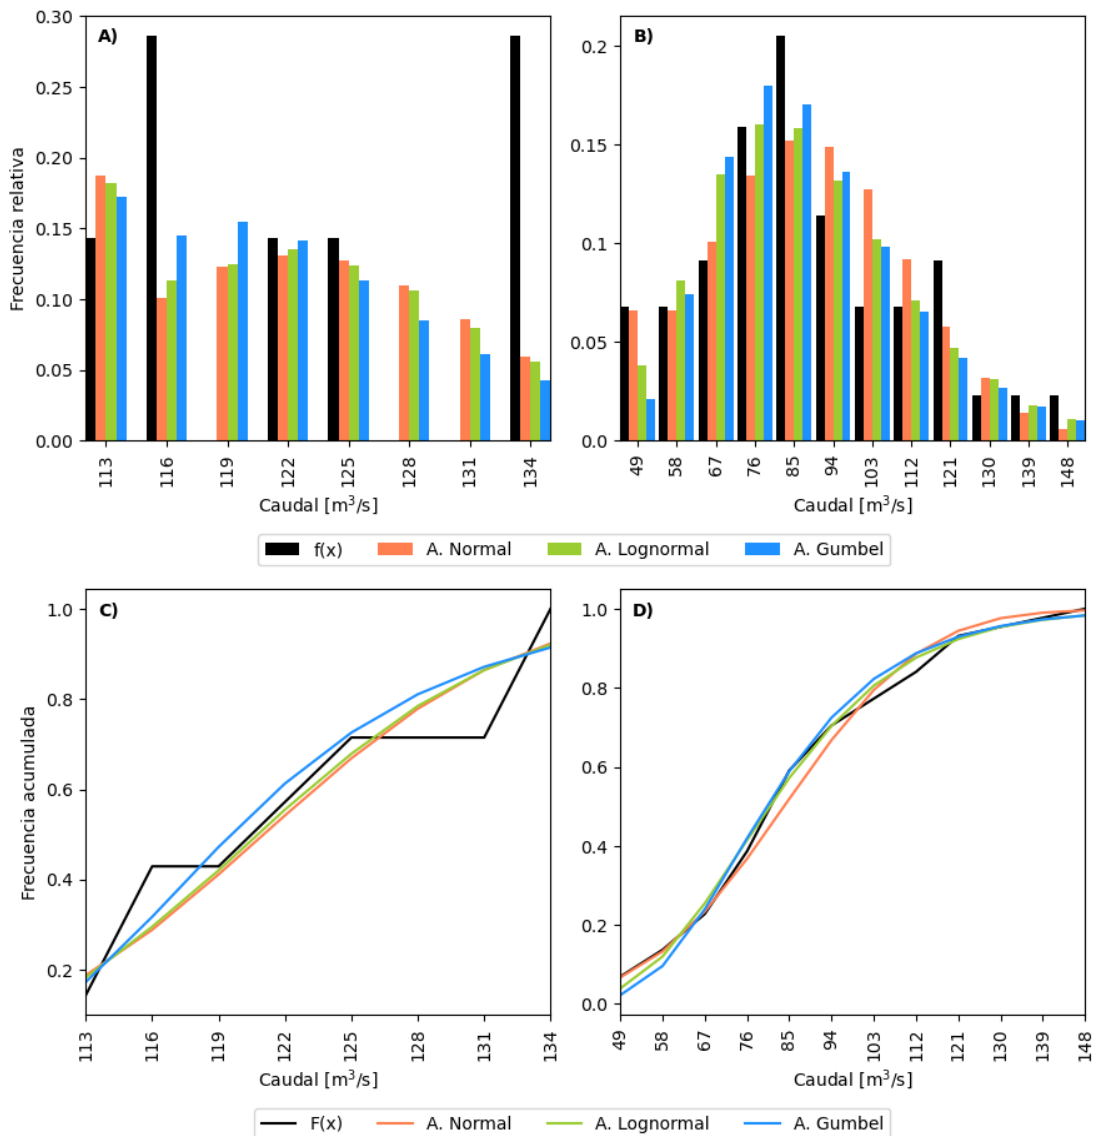 A)
Frecuencia relativa
0.30
0.25
0.20
0.15
0.10
0.05
0.00
113 116 119 122 125 128 131 134
Caudal [m³/s]
B)
0.2
0.15
0.1
0.05
0.0
49 58 67 76 85 94 103 112 121 130 139 148
Caudal [m³/s]
f(x) A. Normal A. Lognormal A. Gumbel
C)
Frecuencia acumulada
1.0
0.8
0.6
0.4
0.2
113 116 119 122 125 128 131 134
Caudal [m³/s]
D)
1.0
0.8
0.6
0.4
0.2
0.0
49 58 67 76 85 94 103 112 121 130 139 148
Caudal [m³/s]
F(x) A. Normal A. Lognormal A. Gumbel